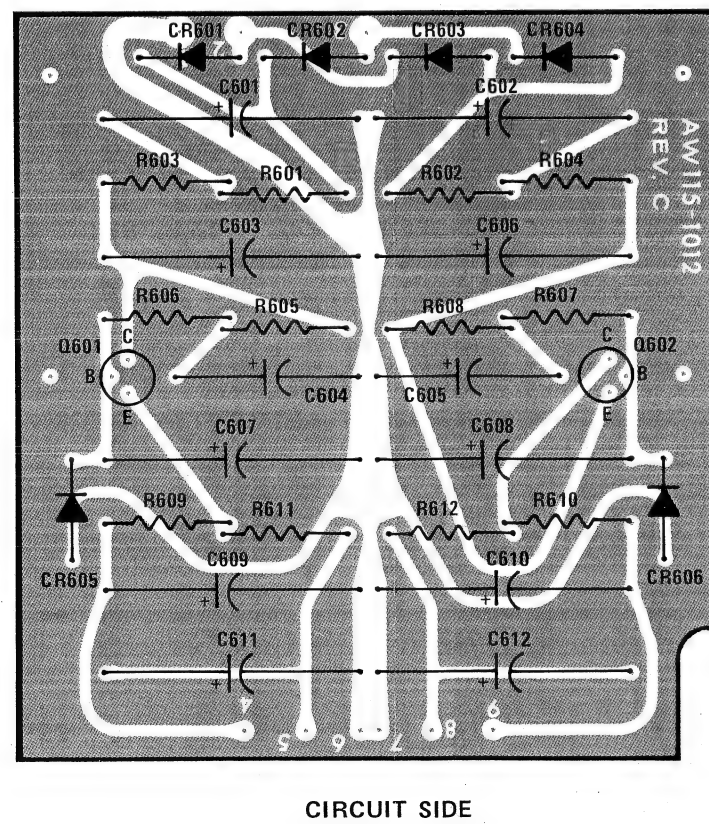 CR601 CR602 CR603 CR604
2
C601 C602
+ +
R603 R601 R602 R604
AW115-1012
REV. C
C603 C606
+ +
R606 R605 R608 R607
Q601 C C Q602
B B
E E
+ C604 C605 +
C607 C608
+ +
R609 R611 R612 R610
CR605 C609 C610 CR606
+ +
C611 C612
+ +
4 5 6 7 8 9
CIRCUIT SIDE